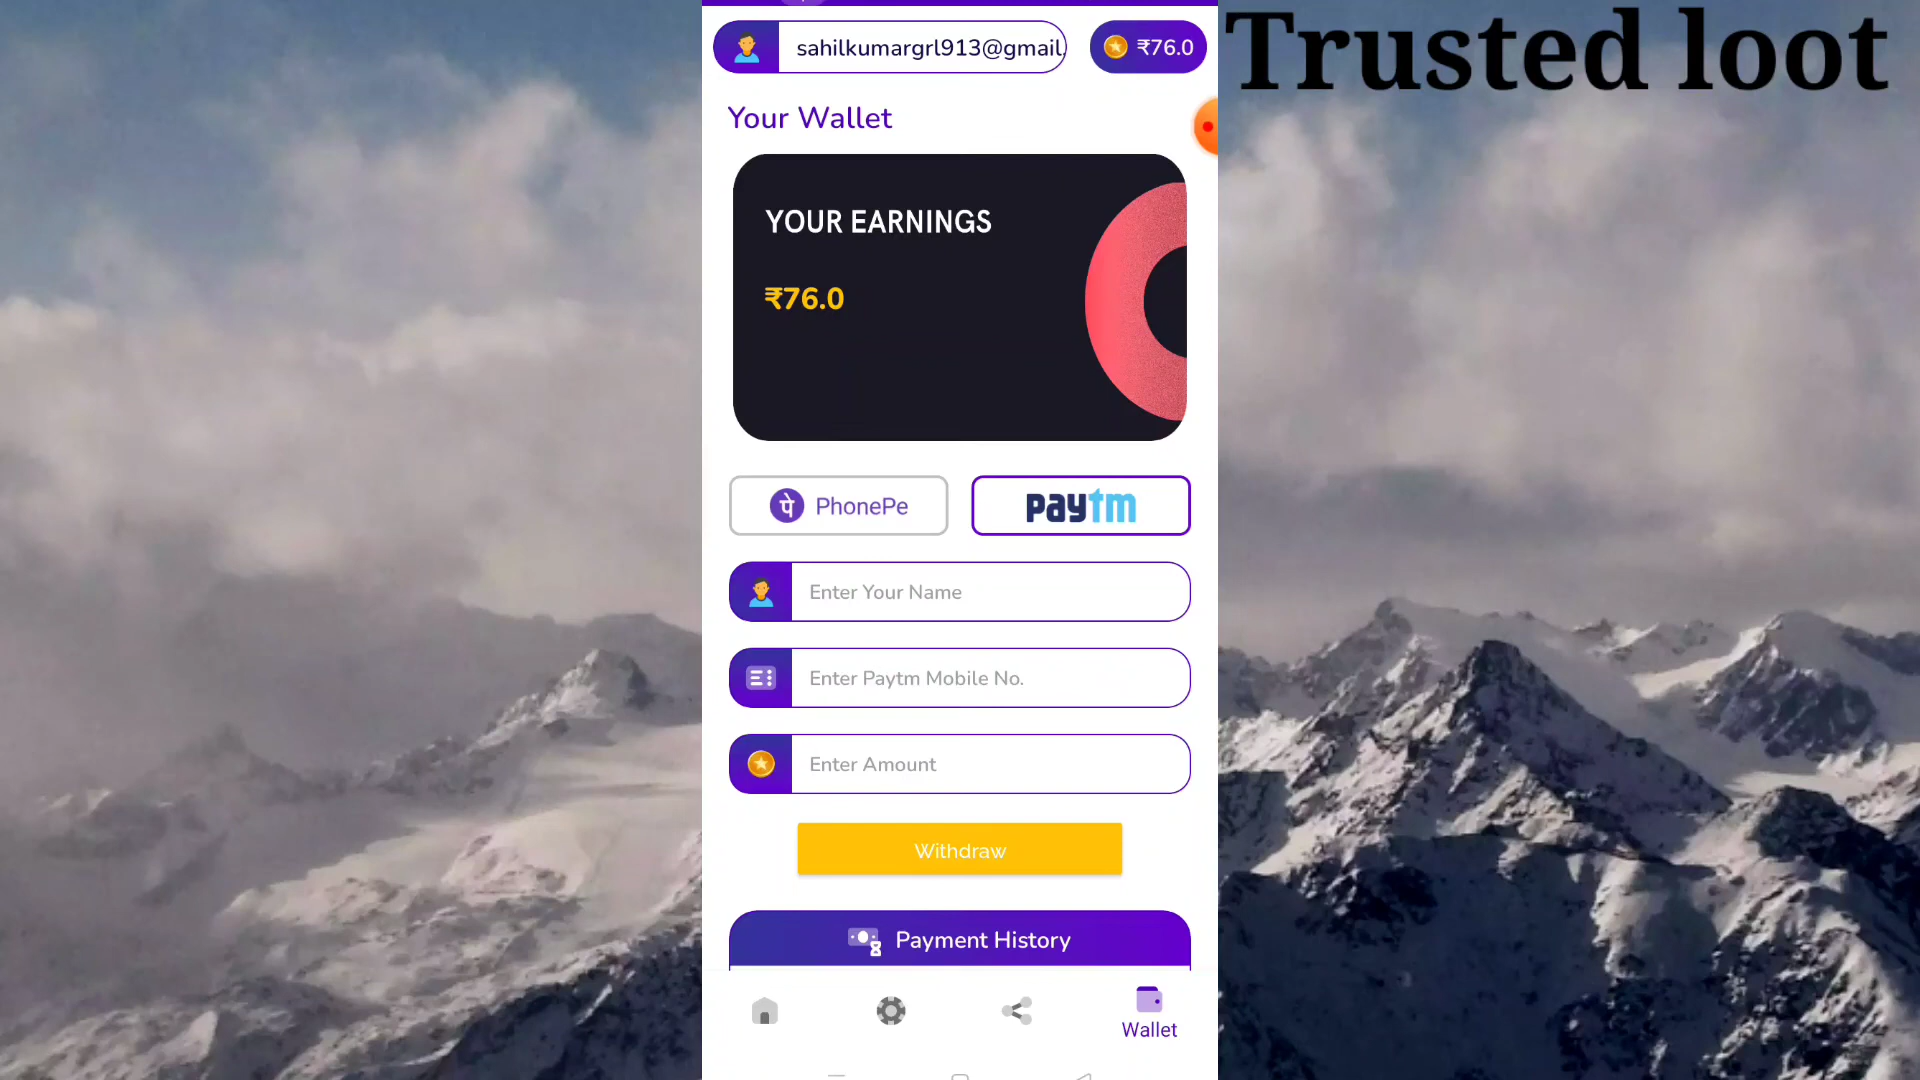 Trusted loot
sahilkumargrl913@gmail.
₹76.0
Your Wallet
YOUR EARNINGS
₹76.0
पे PhonePe
paytm
Enter Your Name
Enter Paytm Mobile No.
Enter Amount
Withdraw
Payment History
Wallet